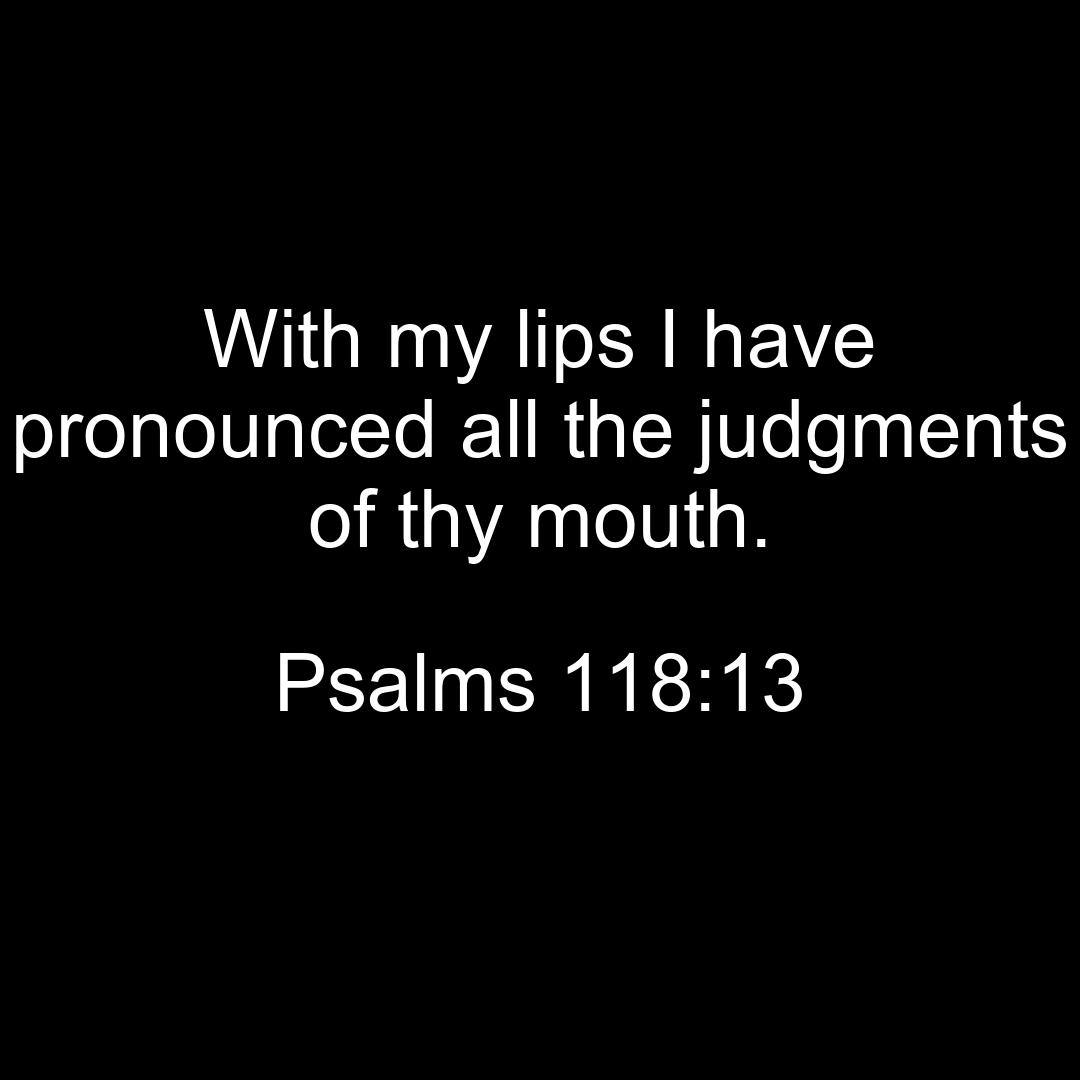 With my lips I have
pronounced all the judgments
of thy mouth.
Psalms 118:13